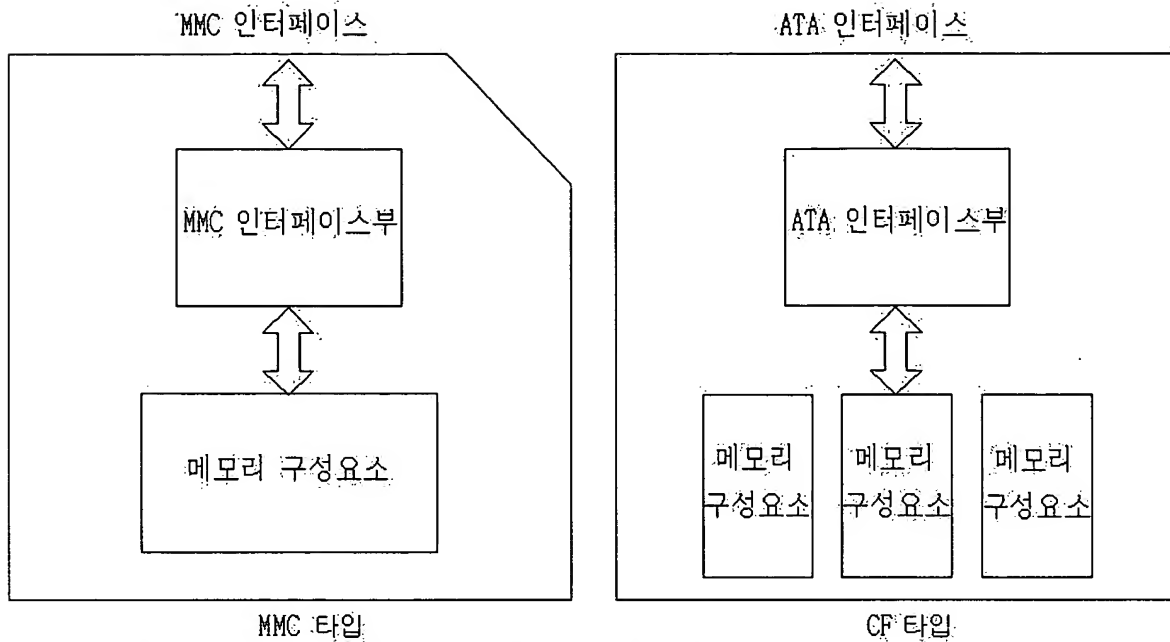 MMC 인터페이스
MMC 인터페이스부
메모리 구성요소
MMC 타입
ATA 인터페이스
ATA 인터페이스부
메모리
구성요소
메모리
구성요소
메모리
구성요소
CF 타입